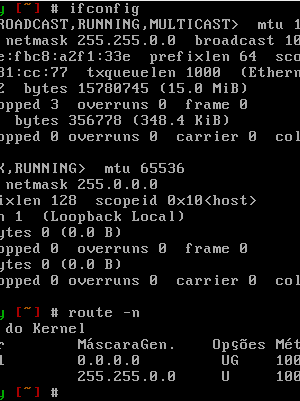 y [~] # ifconfig
ROADCAST,RUNNING,MULTICAST> mtu 1
netmask 255.255.0.0 broadcast 10
e:fbc8:a2f1:33e prefixlen 64 sco
31:cc:77 txqueuelen 1000 (Ethern
2 bytes 15780745 (15.0 MiB)
opped 3 overruns 0 frame 0
bytes 356778 (348.4 KiB)
opped 0 overruns 0 carrier 0 col
K,RUNNING> mtu 65536
netmask 255.0.0.0
ixlen 128 scopeid 0x10<host>
n 1 (Loopback Local)
ytes 0 (0.0 B)
opped 0 overruns 0 frame 0
ytes 0 (0.0 B)
opped 0 overruns 0 carrier 0 col
y [~] # route -n
do Kernel
r MáscaraGen. Opções Mét
1 0.0.0.0 UG 100
255.255.0.0 U 100
y [~] #